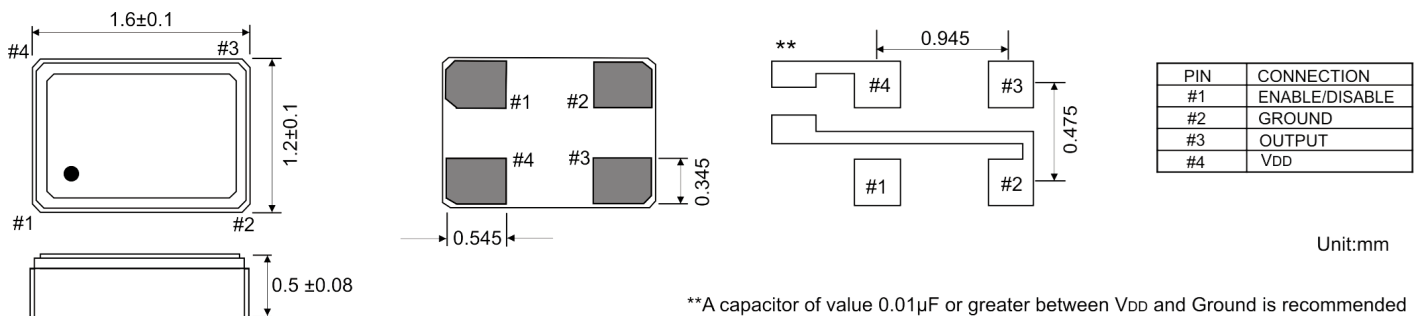 1.6±0.1
#4
#3
1.2±0.1
#1
#2
0.5 ±0.08
#1
#2
#4
#3
0.345
0.545
**
0.945
#4
#3
0.475
#1
#2
PIN CONNECTION
#1 ENABLE/DISABLE
#2 GROUND
#3 OUTPUT
#4 VDD
Unit:mm
**A capacitor of value 0.01µF or greater between VDD and Ground is recommended